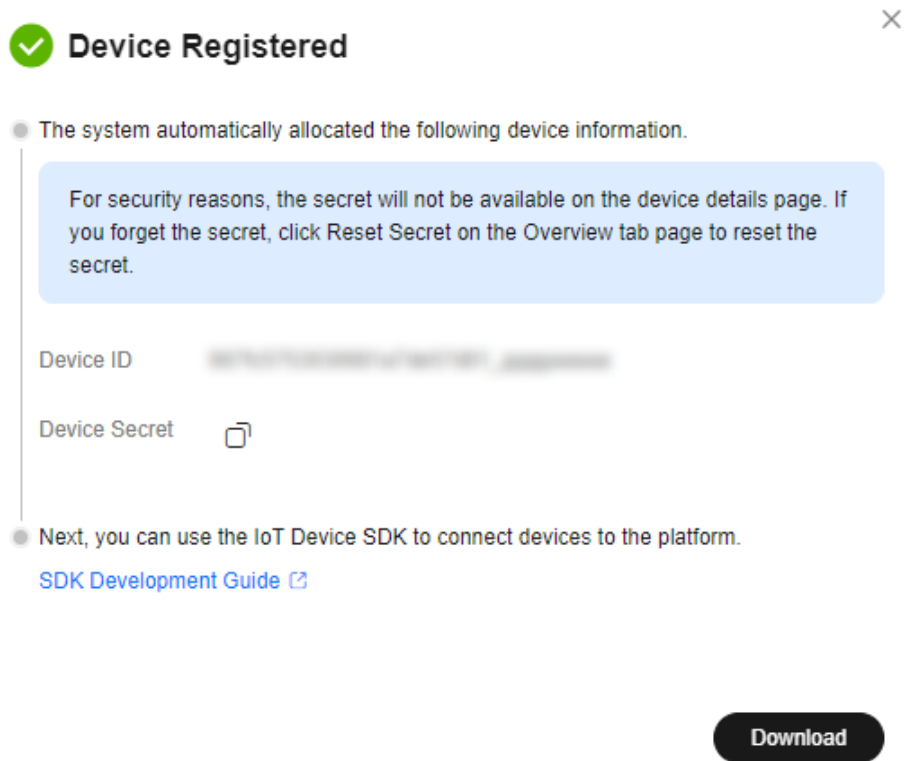 Device Registered
The system automatically allocated the following device information.
For security reasons, the secret will not be available on the device details page. If
you forget the secret, click Reset Secret on the Overview tab page to reset the
secret.
Device ID
Device Secret
Next, you can use the IoT Device SDK to connect devices to the platform.
SDK Development Guide
Download